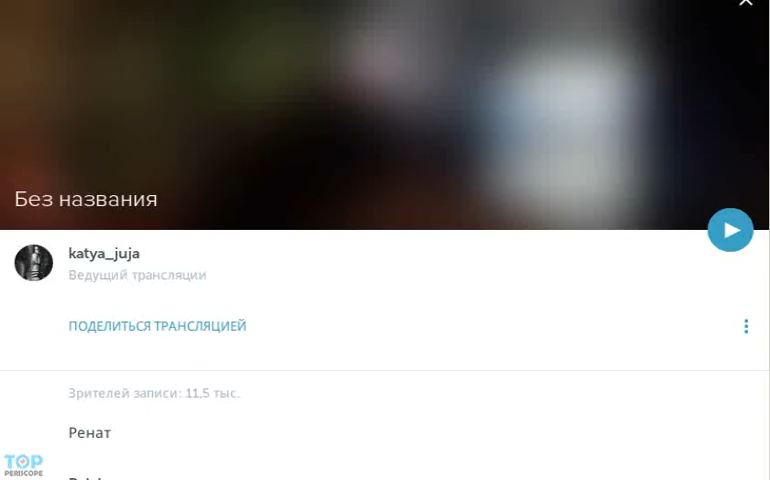 Без названия
katya_juja
Ведущий трансляции
ПОДЕЛИТЬСЯ ТРАНСЛЯЦИЕЙ
Зрителей записи: 11,5 тыс.
Ренат
TOP
PERISCOPE